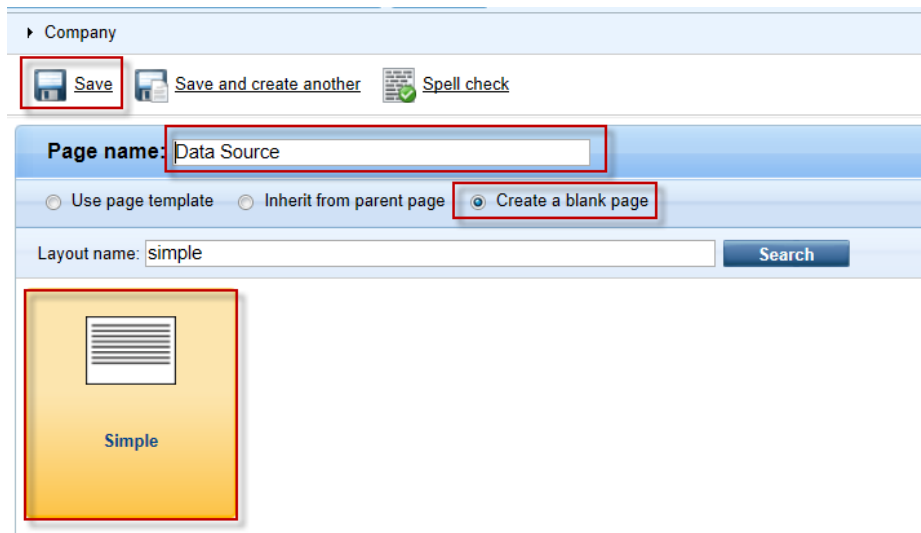 Company
Save Save and create another Spell check
Page name: Data Source
Use page template Inherit from parent page Create a blank page
Layout name: simple Search
Simple